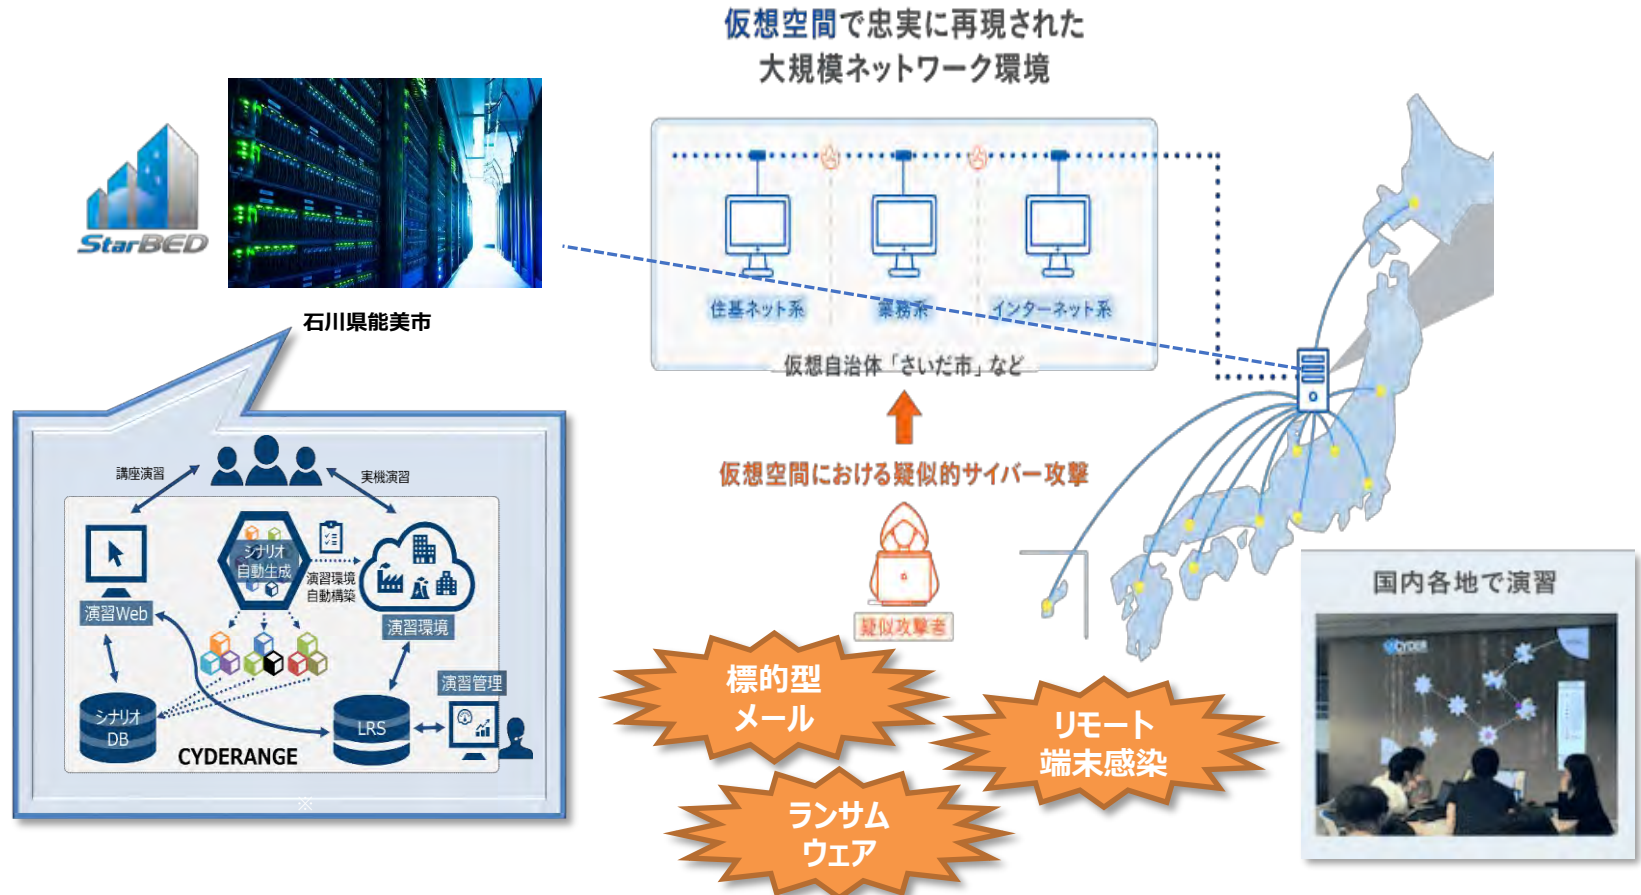 仮想空間で忠実に再現された
大規模ネットワーク環境
StarBED
石川県能美市
住基ネット系
業務系
インターネット系
仮想自治体「さいだ市」など
仮想空間における疑似的サイバー攻撃
疑似攻撃者
標的型
メール
リモート
端末感染
ランサム
ウェア
国内各地で演習
CYDER
講座演習
実機演習
シナリオ
自動生成
演習環境
自動構築
演習Web
演習環境
演習管理
シナリオ
DB
LRS
CYDERANGE
※